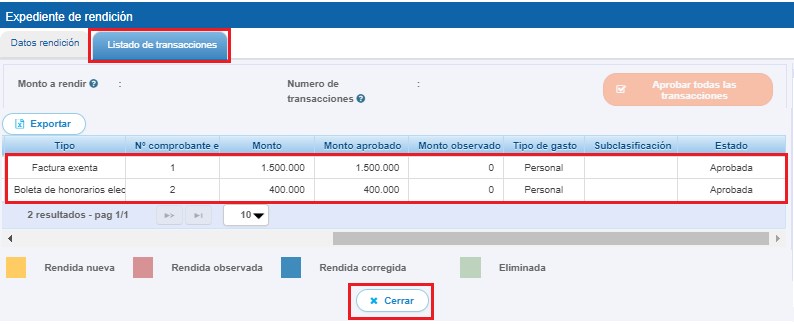 Expediente de rendición
Datos rendición Listado de transacciones
Monto a rendir : Numero de transacciones : Aprobar todas las transacciones
Exportar
Tipo Nº comprobante e Monto Monto aprobado Monto observado Tipo de gasto Subclasificación Estado
Factura exenta 1 1.500.000 1.500.000 0 Personal Aprobada
Boleta de honorarios elec 2 400.000 400.000 0 Personal Aprobada
2 resultados - pag 1/1 10
Rendida nueva Rendida observada Rendida corregida Eliminada
Cerrar